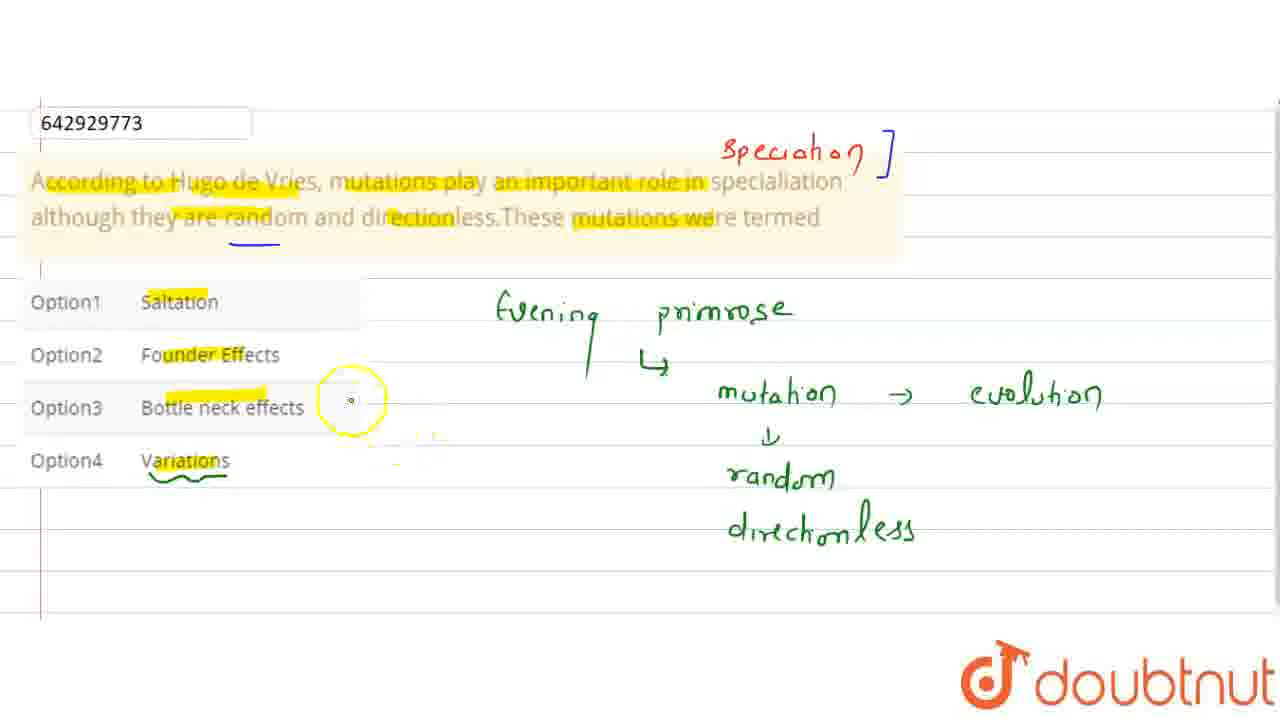 642929773
speciation ]
According to Hugo de Vries, mutations play an important role in specialiation
although they are random and directionless.These mutations were termed
Option1 Saltation
Option2 Founder Effects
Option3 Bottle neck effects
Option4 Variations
Evening primrose
mutation → evolution
random
directionless
doubtnut